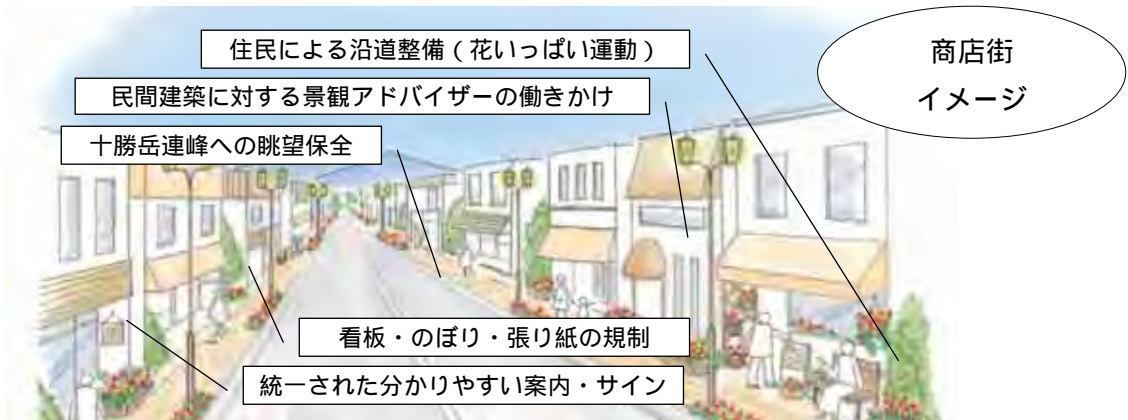 住民による沿道整備（花いっぱい運動）
商店街
イメージ
民間建築に対する景観アドバイザーの働きかけ
十勝岳連峰への眺望保全
看板・のぼり・張り紙の規制
統一された分かりやすい案内・サイン